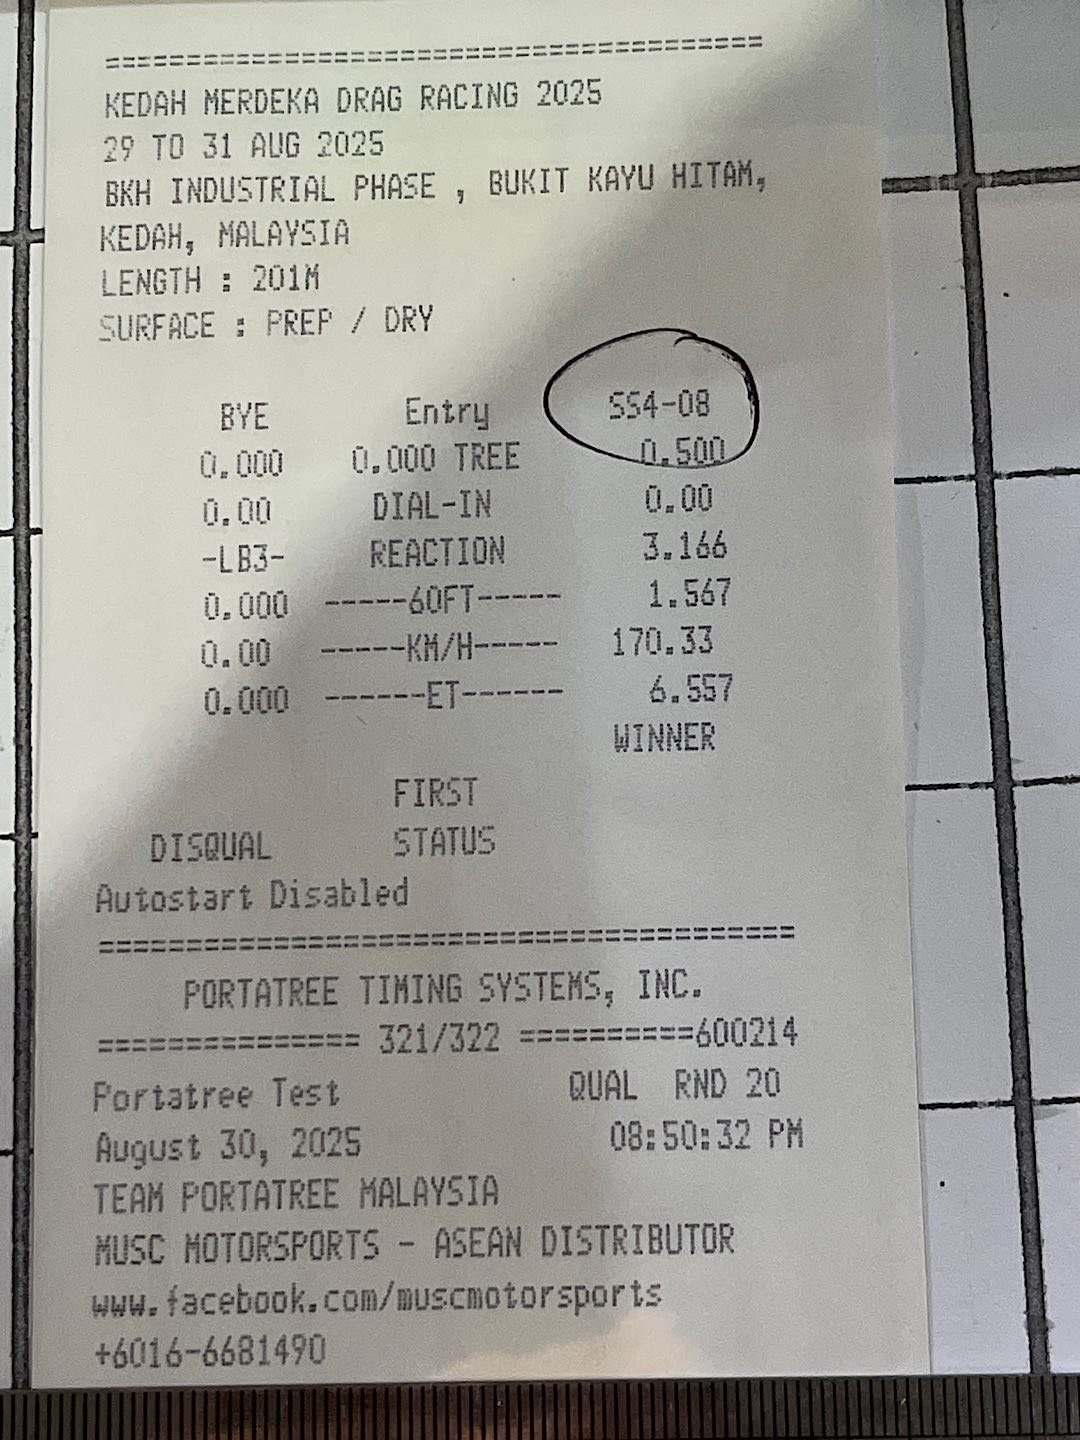 ========================================
KEDAH MERDEKA DRAG RACING 2025
29 TO 31 AUG 2025
BKH INDUSTRIAL PHASE , BUKIT KAYU HITAM,
KEDAH, MALAYSIA
LENGTH : 201M
SURFACE : PREP / DRY
BYE Entry SS4-08
0.000 0.000 TREE 0.500
0.00 DIAL-IN 0.00
-LB3- REACTION 3.166
0.000 -----60FT----- 1.567
0.00 -----KM/H----- 170.33
0.000 ------ET------ 6.557
WINNER
FIRST
DISQUAL STATUS
Autostart Disabled
========================================
PORTATREE TIMING SYSTEMS, INC.
=============== 321/322 ==========600214
Portatree Test QUAL RND 20
August 30, 2025 08:50:32 PM
TEAM PORTATREE MALAYSIA
MUSC MOTORSPORTS - ASEAN DISTRIBUTOR
www.facebook.com/muscmotorsports
+6016-6681490